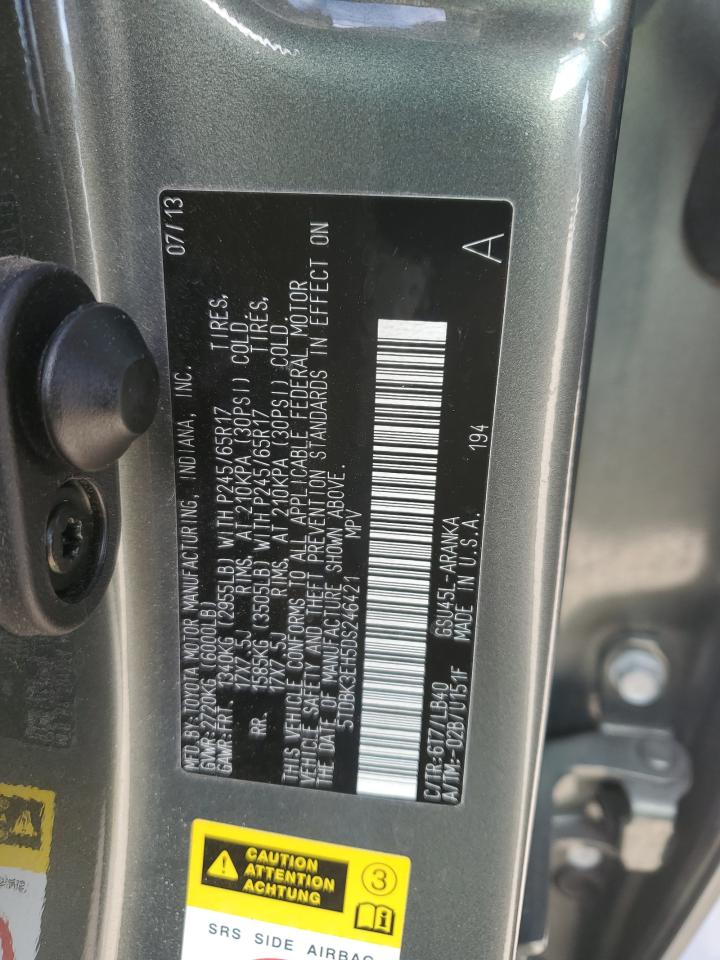 MFD.BY:TOYOTA MOTOR MANUFACTURING, INDIANA, INC. 07/13
GVWR:2720KG (6000LB)
GAWR:FRT. 1340KG (2955LB) WITH P245/65R17 TIRES,
17X7.5J RIMS, AT 210KPA (30PSI) COLD.
RR. 1585KG (3505LB) WITH P245/65R17 TIRES,
17X7.5J RIMS, AT 210KPA (30PSI) COLD.
THIS VEHICLE CONFORMS TO ALL APPLICABLE FEDERAL MOTOR
VEHICLE SAFETY AND THEFT PREVENTION STANDARDS IN EFFECT ON
THE DATE OF MANUFACTURE SHOWN ABOVE.
5TDBK3EH5DS246421 MPV
C/TR:6T7/LB40 GSU45L-ARANKA
A/TM:-02B/U151F MADE IN U.S.A. 194
A
CAUTION
ATTENTION
ACHTUNG
3
SRS SIDE AIRBAG